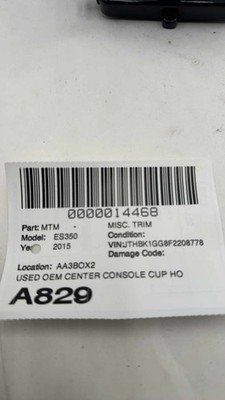 0000014468
Part: MTM - MISC. TRIM
Model: ES350 Condition:
Ye 2015 VIN:JTHBK1GG8F2208778
Damage Code:
Location: AA3BOX2
USED OEM CENTER CONSOLE CUP HO
A829